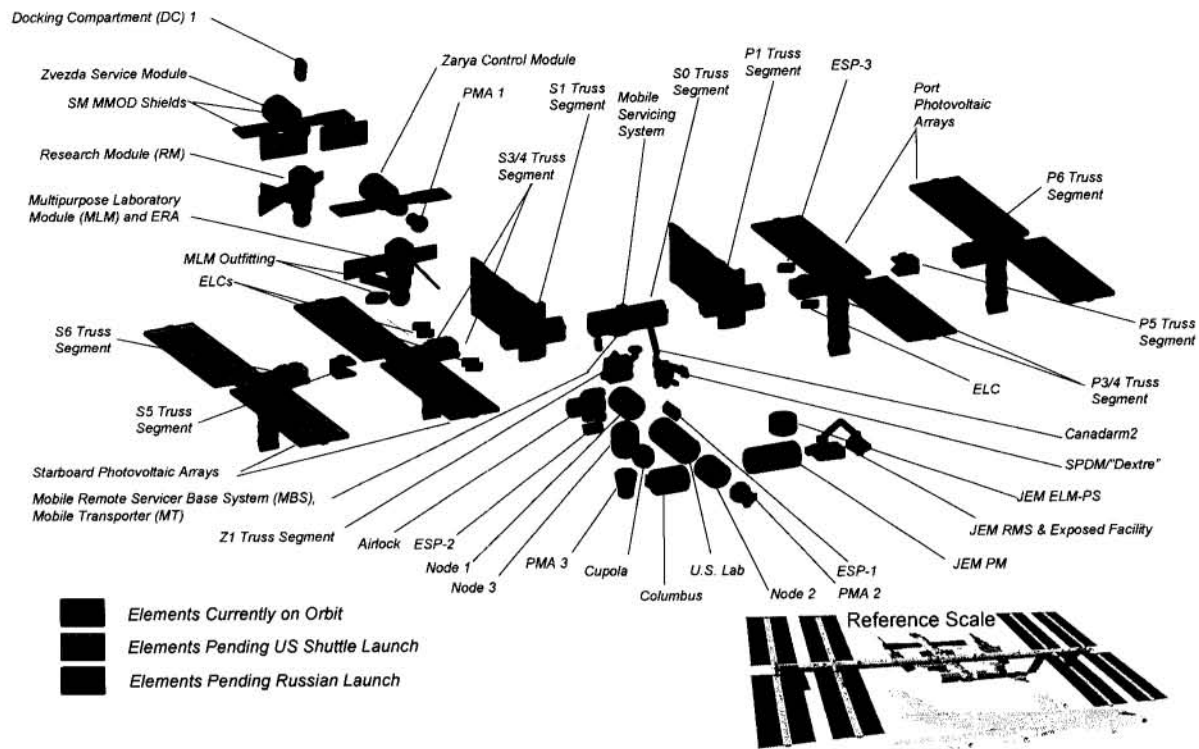 Docking Compartment (DC) 1
Zvezda Service Module
SM MMOD Shields
Research Module (RM)
Multipurpose Laboratory
Module (MLM) and ERA
MLM Outfitting
ELCs
S6 Truss
Segment
S5 Truss
Segment
Starboard Photovoltaic Arrays
Mobile Remote Servicer Base System (MBS),
Mobile Transporter (MT)
Z1 Truss Segment
Zarya Control Module
PMA 1
S3/4 Truss
Segment
S1 Truss
Segment
Mobile
Servicing
System
S0 Truss
Segment
P1 Truss
Segment
ESP-3
Port
Photovoltaic
Arrays
P6 Truss
Segment
P5 Truss
Segment
P3/4 Truss
Segment
ELC
Canadarm2
SPDM/"Dextre"
JEM ELM-PS
JEM RMS & Exposed Facility
JEM PM
Airlock
ESP-2
Node 1
Node 3
PMA 3
Cupola
Columbus
U.S. Lab
Node 2
ESP-1
PMA 2
Elements Currently on Orbit
Elements Pending US Shuttle Launch
Elements Pending Russian Launch
Reference Scale